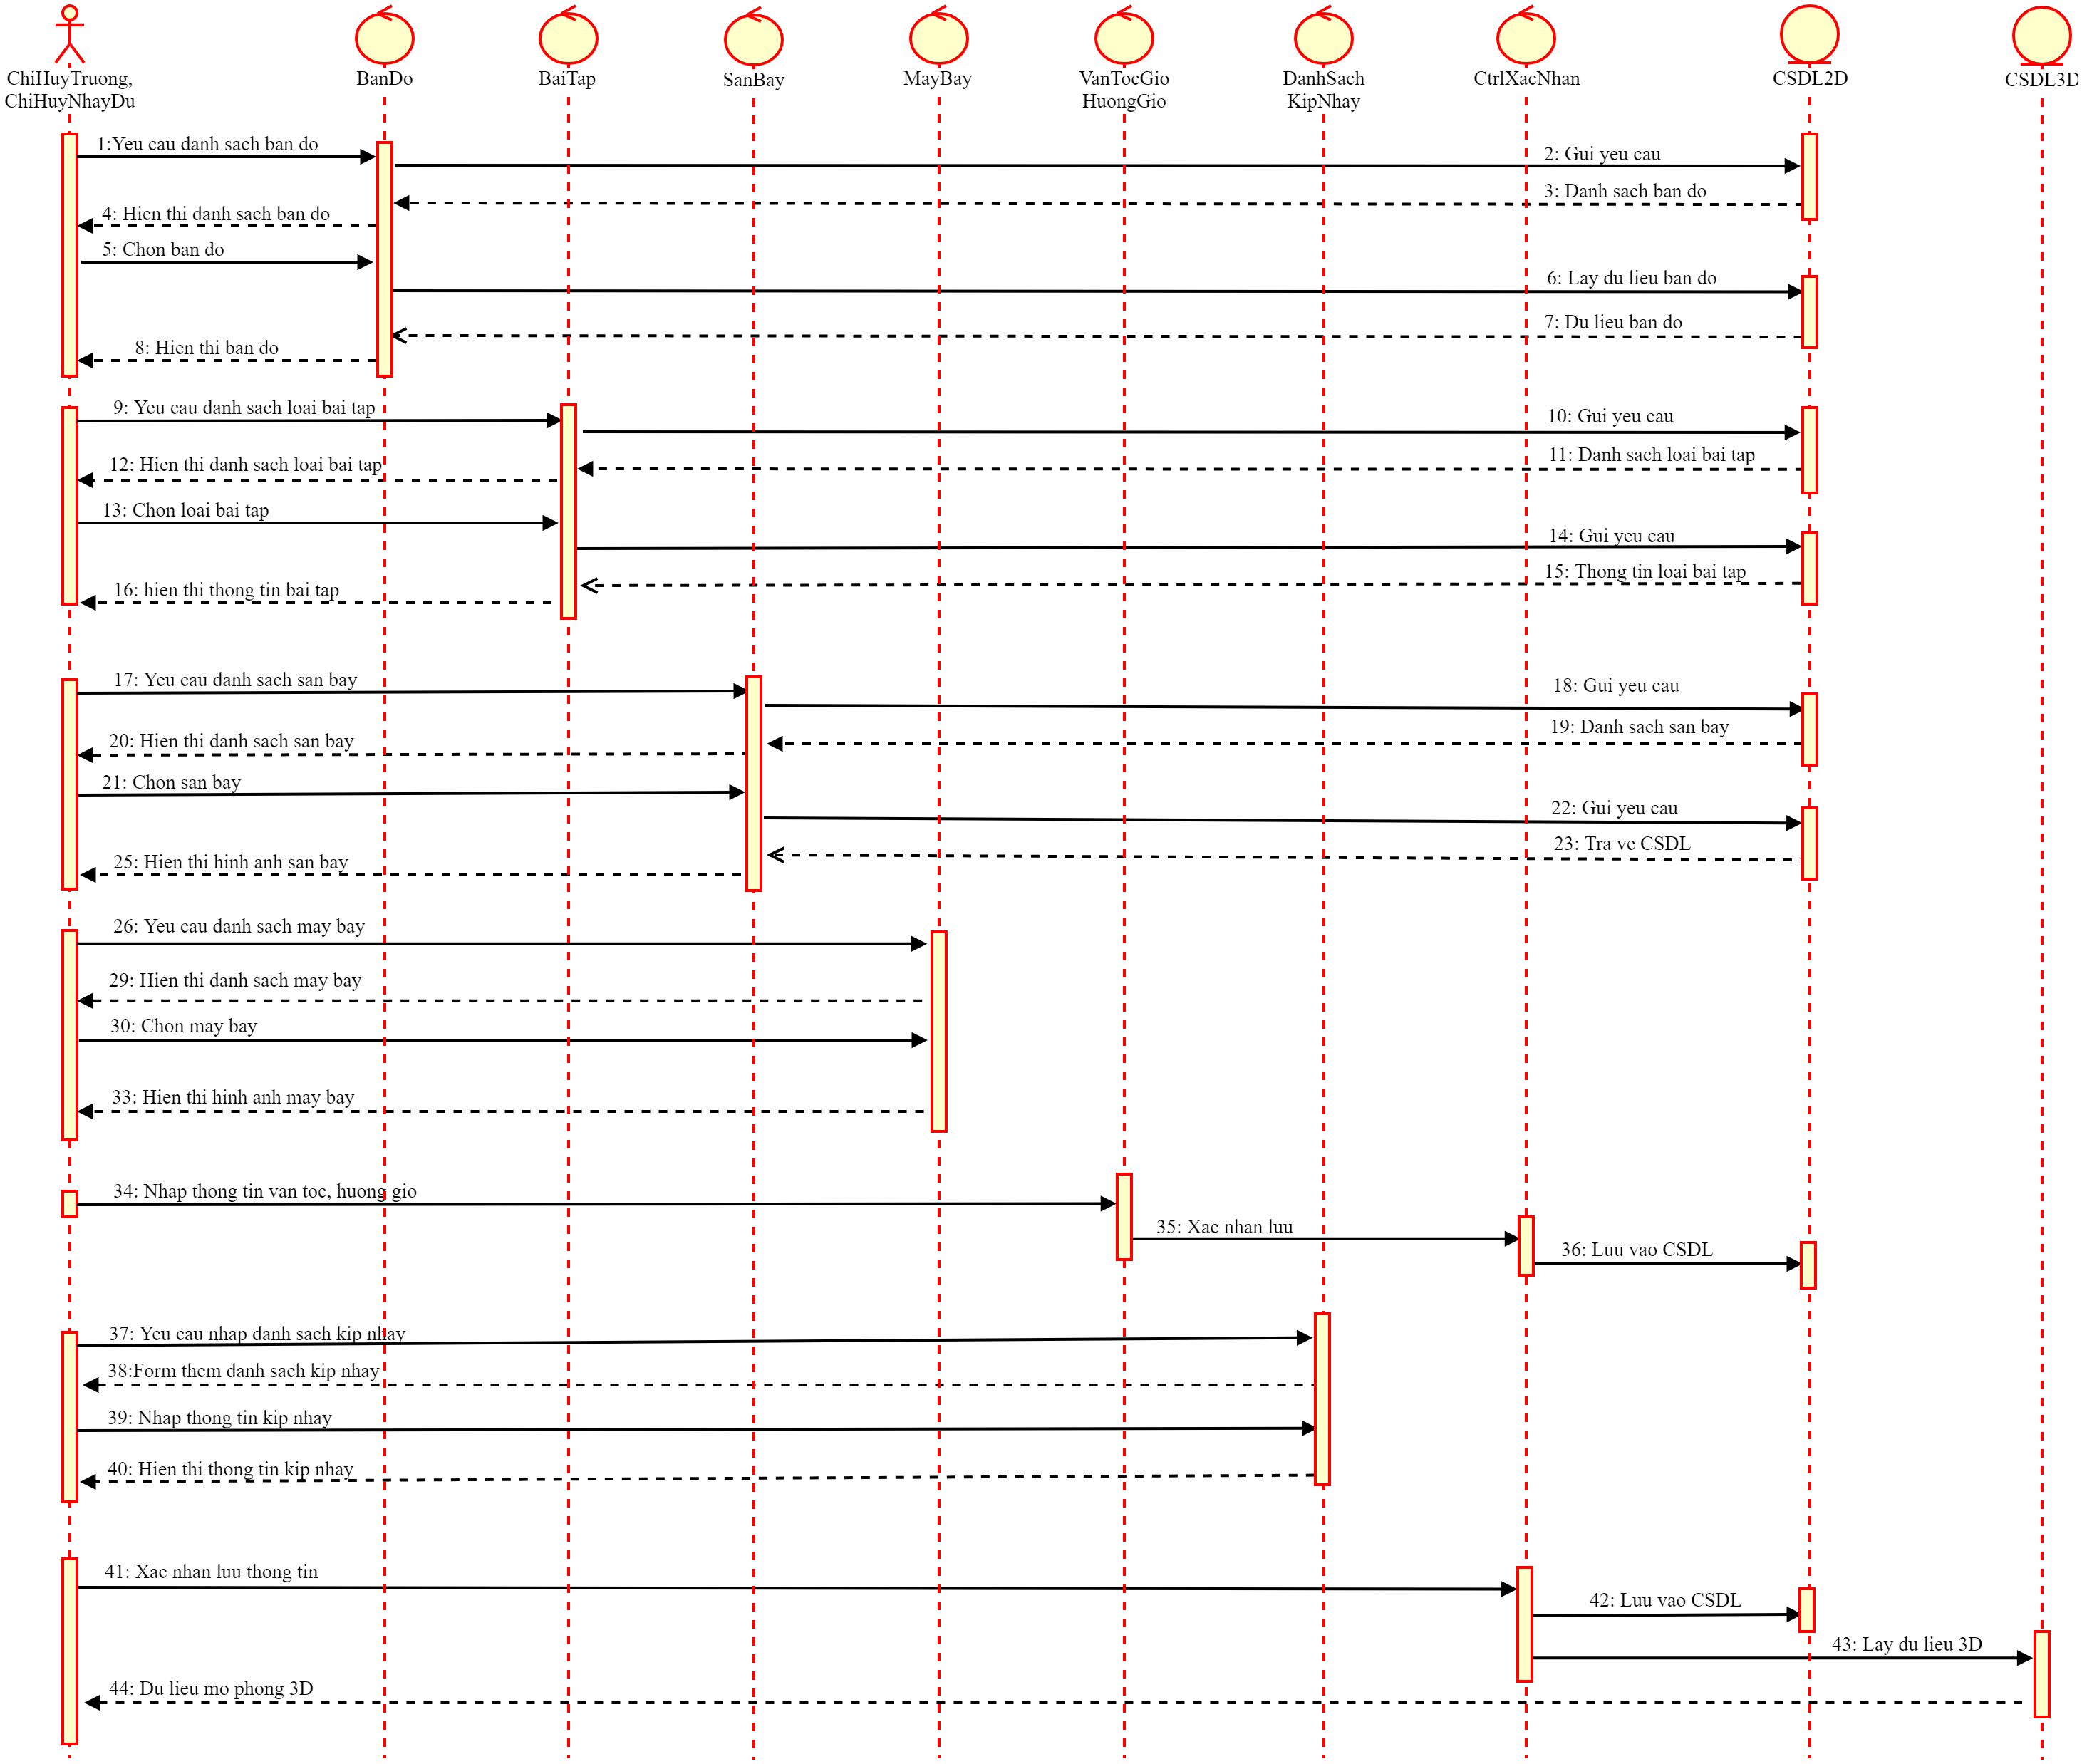 ChiHuyTruong,
ChiHuyNhayDu
BanDo
BaiTap
SanBay
MayBay
VanTocGio
HuongGio
DanhSach
KipNhay
CtrlXacNhan
CSDL2D
CSDL3D
1:Yeu cau danh sach ban do
2: Gui yeu cau
3: Danh sach ban do
4: Hien thi danh sach ban do
5: Chon ban do
6: Lay du lieu ban do
7: Du lieu ban do
8: Hien thi ban do
9: Yeu cau danh sach loai bai tap
10: Gui yeu cau
11: Danh sach loai bai tap
12: Hien thi danh sach loai bai tap
13: Chon loai bai tap
14: Gui yeu cau
15: Thong tin loai bai tap
16: hien thi thong tin bai tap
17: Yeu cau danh sach san bay
18: Gui yeu cau
19: Danh sach san bay
20: Hien thi danh sach san bay
21: Chon san bay
22: Gui yeu cau
23: Tra ve CSDL
25: Hien thi hinh anh san bay
26: Yeu cau danh sach may bay
29: Hien thi danh sach may bay
30: Chon may bay
33: Hien thi hinh anh may bay
34: Nhap thong tin van toc, huong gio
35: Xac nhan luu
36: Luu vao CSDL
37: Yeu cau nhap danh sach kip nhay
38:Form them danh sach kip nhay
39: Nhap thong tin kip nhay
40: Hien thi thong tin kip nhay
41: Xac nhan luu thong tin
42: Luu vao CSDL
43: Lay du lieu 3D
44: Du lieu mo phong 3D